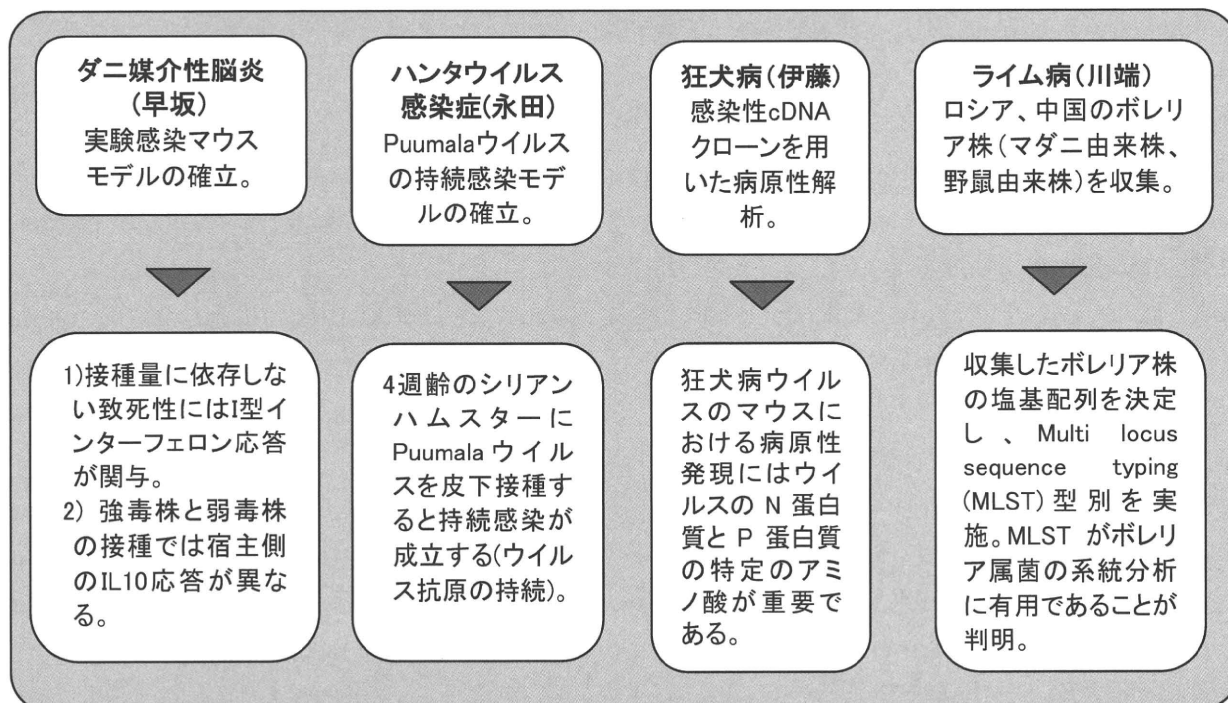 ダニ媒介性脳炎
(早坂)
実験感染マウス
モデルの確立。
1)接種量に依存しな
い致死性にはI型イ
ンターフェロン応答
が関与。
2) 強毒株と弱毒株
の接種では宿主側
のIL10応答が異な
る。
ハンタウイルス
感染症(永田)
Puumalaウイルス
の持続感染モデ
ルの確立。
4週齢のシリアン
ハムスターに
Puumala ウイル
スを皮下接種す
ると持続感染が
成立する(ウイル
ス抗原の持続)。
狂犬病(伊藤)
感染性cDNA
クローンを用
いた病原性解
析。
狂犬病ウイル
スのマウスに
おける病原性
発現にはウイ
ルスの N 蛋白
質と P 蛋白質
の特定のアミ
ノ酸が重要で
ある。
ライム病(川端)
ロシア、中国のボレリ
ア株(マダニ由来株、
野鼠由来株)を収集。
収集したボレリア株
の塩基配列を決定
し、Multi locus
sequence typing
(MLST)型別を実
施。MLST がボレリ
ア属菌の系統分析
に有用であることが
判明。